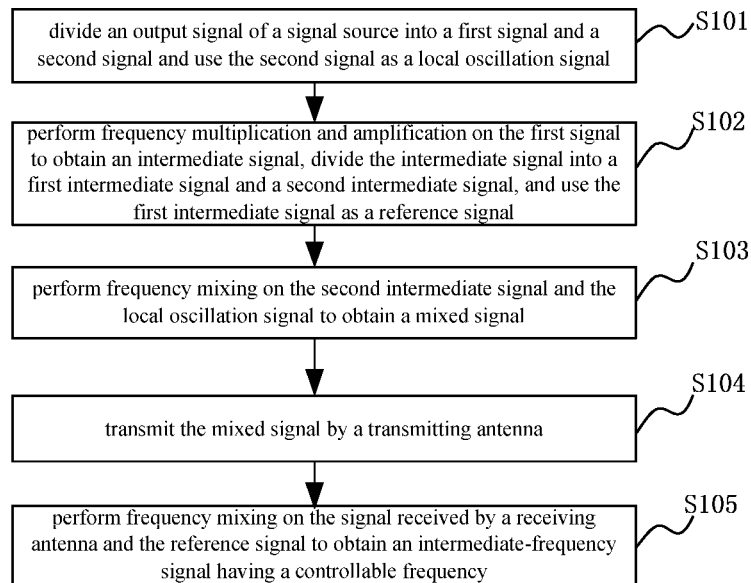 divide an output signal of a signal source into a first signal and a
second signal and use the second signal as a local oscillation signal
S101
perform frequency multiplication and amplification on the first signal
to obtain an intermediate signal, divide the intermediate signal into a
first intermediate signal and a second intermediate signal, and use the
first intermediate signal as a reference signal
S102
perform frequency mixing on the second intermediate signal and the
local oscillation signal to obtain a mixed signal
S103
transmit the mixed signal by a transmitting antenna
S104
perform frequency mixing on the signal received by a receiving
antenna and the reference signal to obtain an intermediate-frequency
signal having a controllable frequency
S105